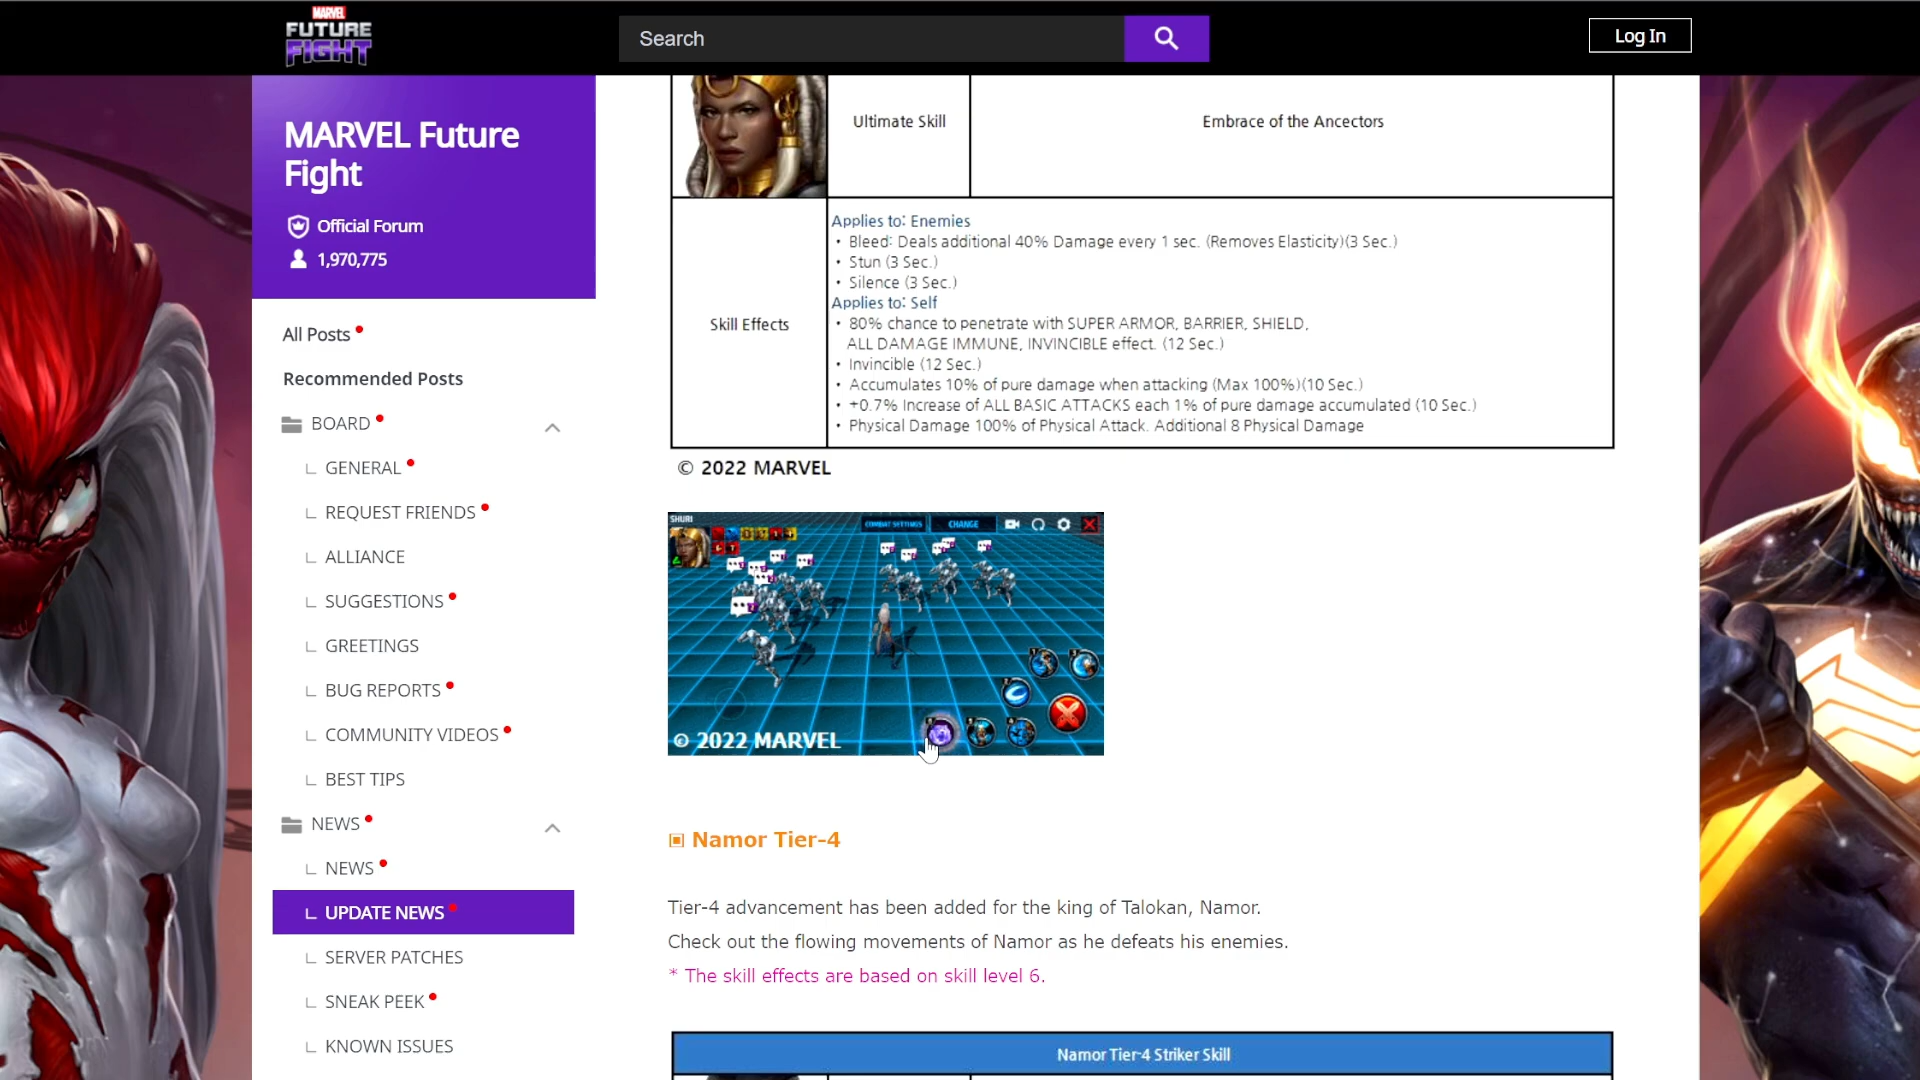 MARVEL
FUTURE
FIGHT
Search
Log In
MARVEL Future
Fight
Official Forum
1,970,775
All Posts
Recommended Posts
BOARD
GENERAL
REQUEST FRIENDS
ALLIANCE
SUGGESTIONS
GREETINGS
BUG REPORTS
COMMUNITY VIDEOS
BEST TIPS
NEWS
NEWS
UPDATE NEWS
SERVER PATCHES
SNEAK PEEK
KNOWN ISSUES
Ultimate Skill
Embrace of the Ancestors
Skill Effects
Applies to: Enemies
• Bleed: Deals additional 40% Damage every 1 sec. (Removes Elasticity)(3 Sec.)
• Stun (3 Sec.)
• Silence (3 Sec.)
Applies to: Self
• 80% chance to penetrate with SUPER ARMOR, BARRIER, SHIELD,
ALL DAMAGE IMMUNE, INVINCIBLE effect. (12 Sec.)
• Invincible (12 Sec.)
• Accumulates 10% of pure damage when attacking (Max 100%)(10 Sec.)
• +0.7% Increase of ALL BASIC ATTACKS each 1% of pure damage accumulated (10 Sec.)
• Physical Damage 100% of Physical Attack. Additional 8 Physical Damage
© 2022 MARVEL
SHURI
COMBAT SETTINGS
CHANGE
© 2022 MARVEL
▣ Namor Tier-4
Tier-4 advancement has been added for the king of Talokan, Namor.
Check out the flowing movements of Namor as he defeats his enemies.
* The skill effects are based on skill level 6.
Namor Tier-4 Striker Skill